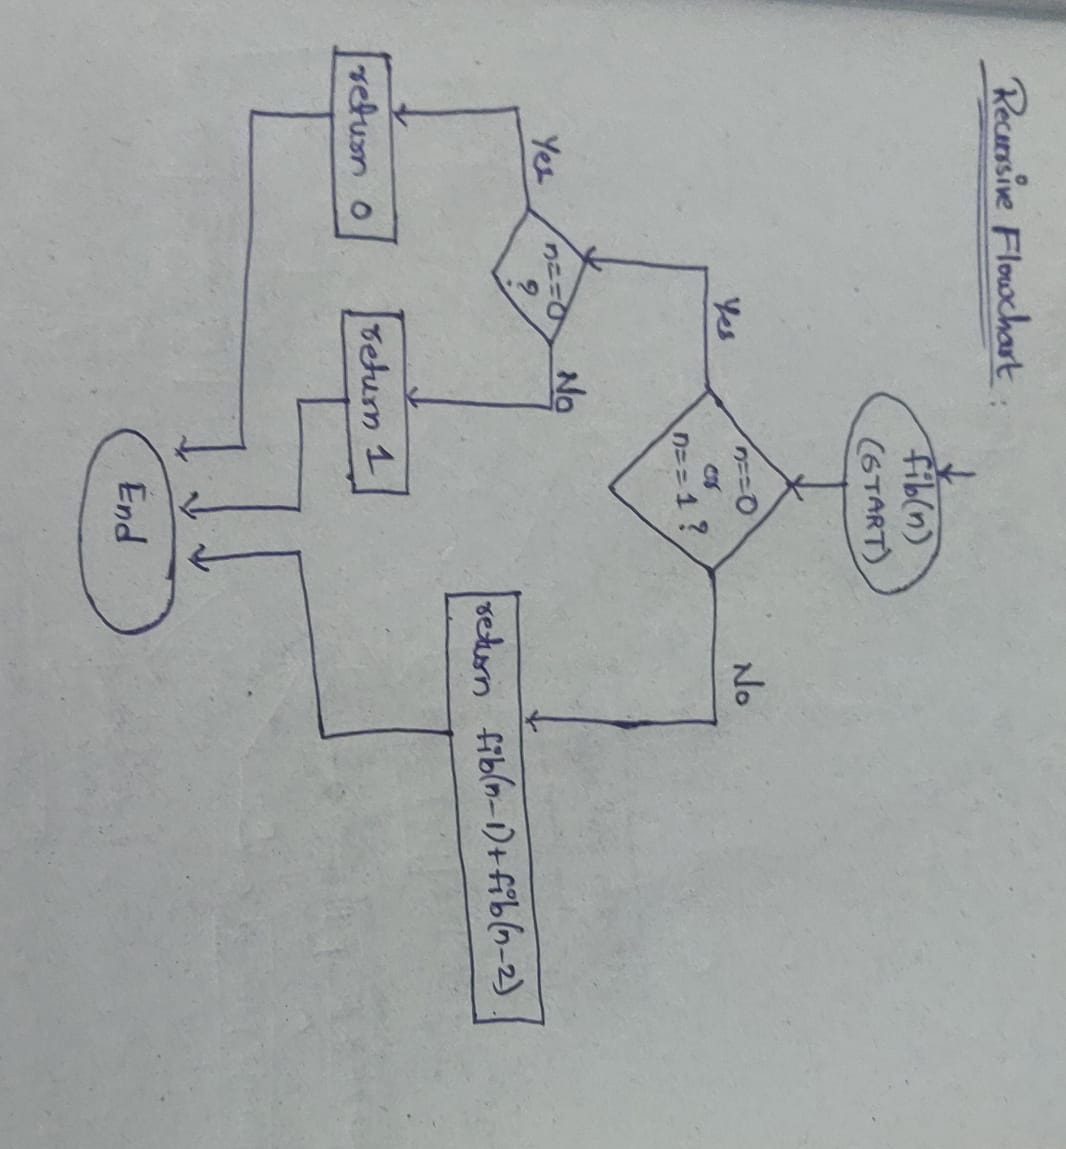 Recursive Flowchart :
fib(n)
(START)
n==0
or
n==1 ?
Yes
No
n==0
?
Yes
No
return 0
return 1
return fib(n-1)+fib(n-2)
End